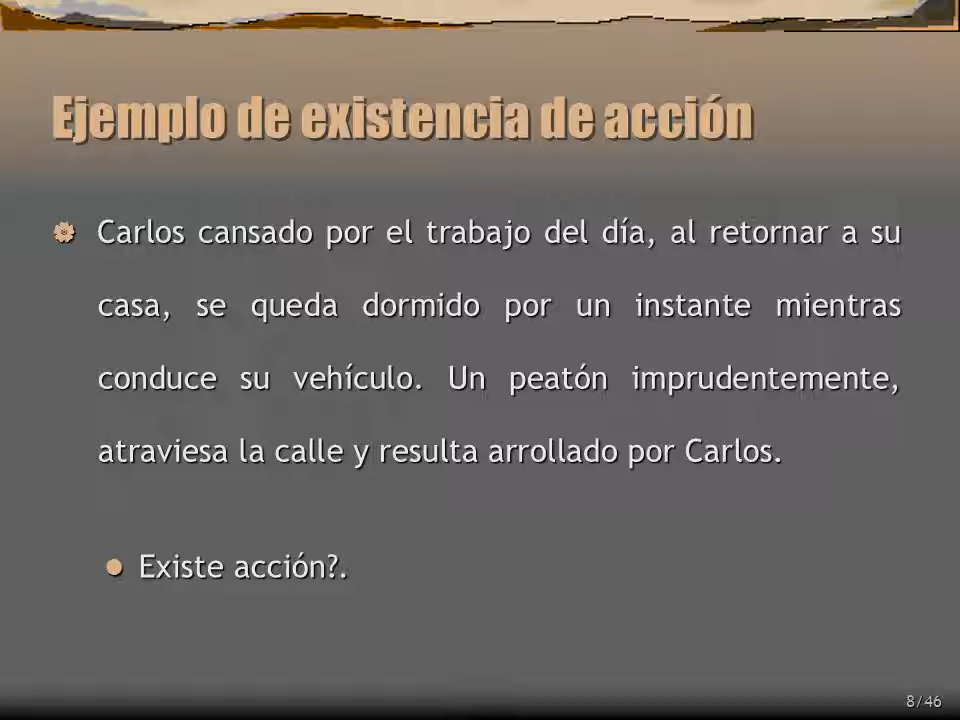 Ejemplo de existencia de acción
Carlos cansado por el trabajo del día, al retornar a su
casa, se queda dormido por un instante mientras
conduce su vehículo. Un peatón imprudentemente,
atraviesa la calle y resulta arrollado por Carlos.
Existe acción?.
8/46